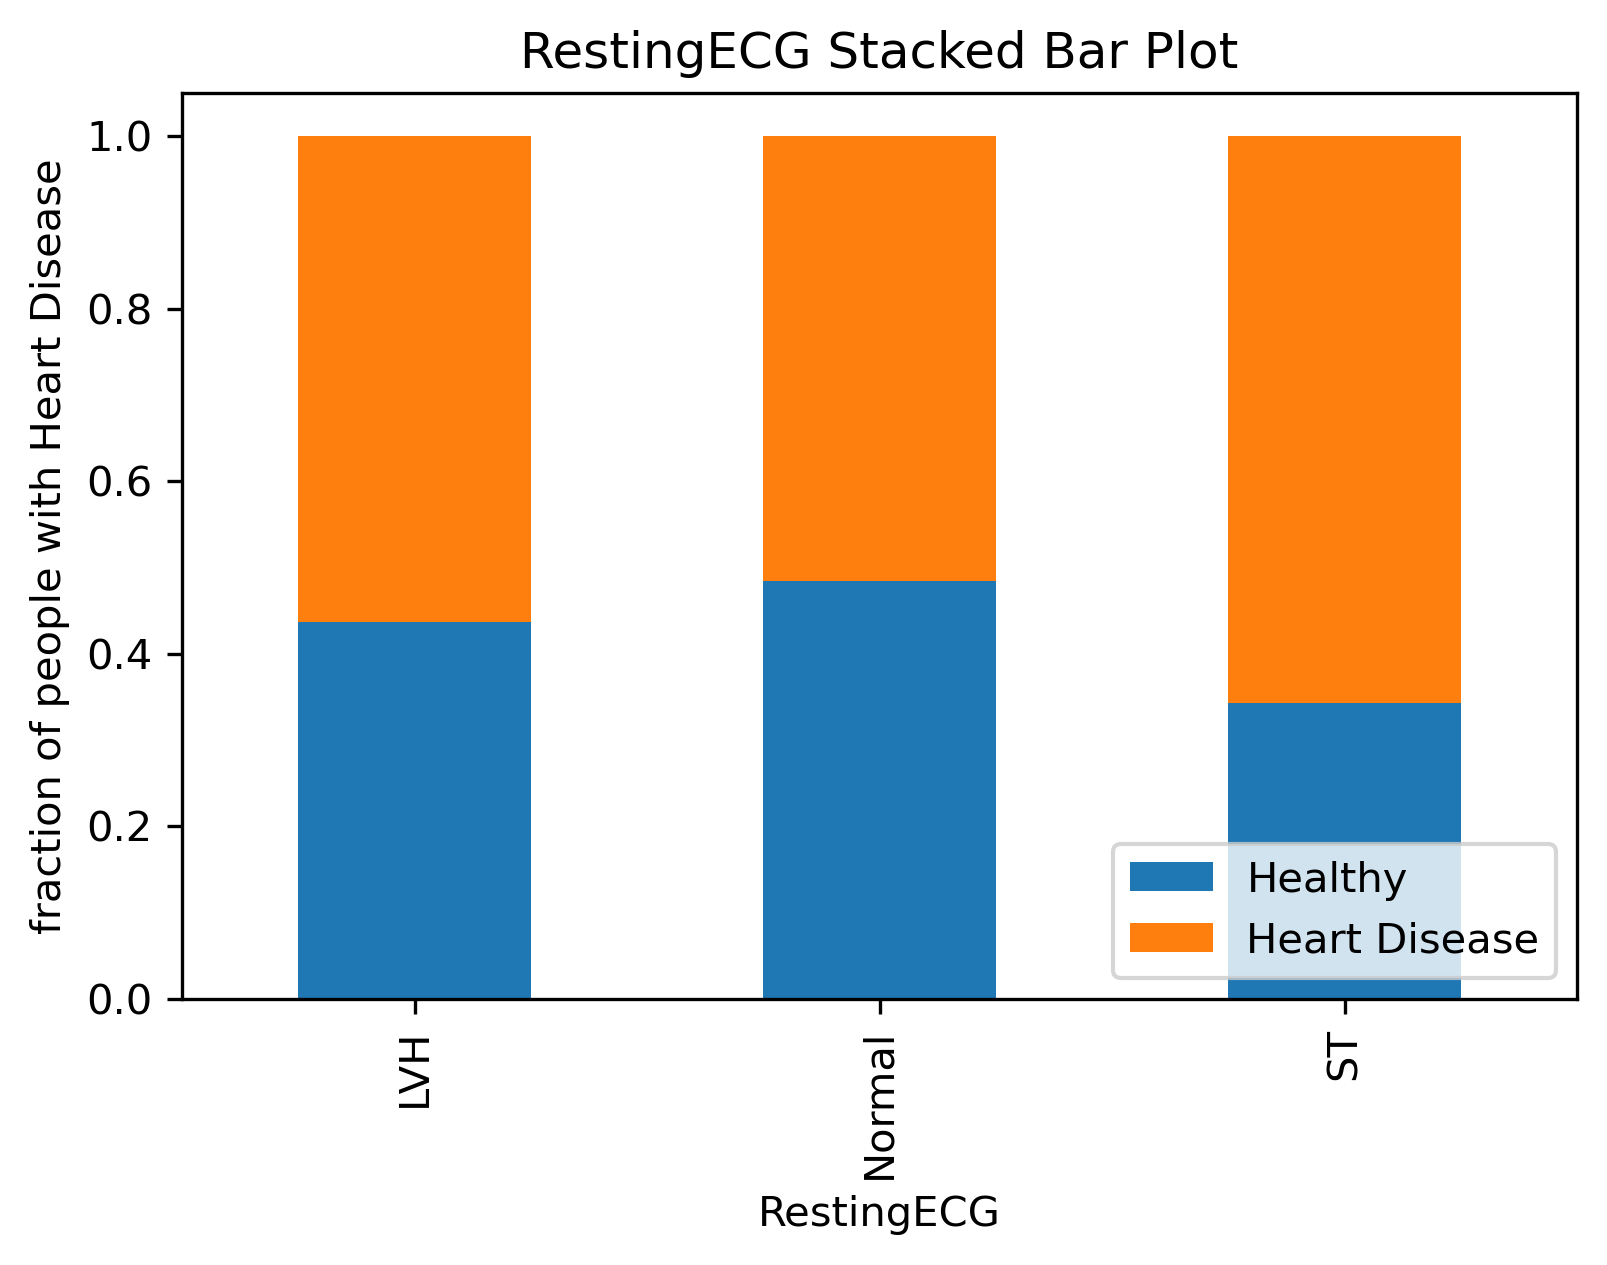 RestingECG Stacked Bar Plot
fraction of people with Heart Disease
1.0
0.8
0.6
0.4
0.2
0.0
Healthy
Heart Disease
LVH
Normal
ST
RestingECG